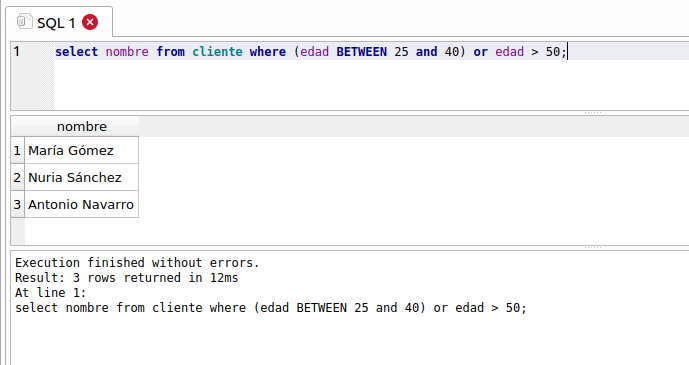 SQL 1
1 select nombre from cliente where (edad BETWEEN 25 and 40) or edad > 50;
nombre
1 María Gómez
2 Nuria Sánchez
3 Antonio Navarro
Execution finished without errors.
Result: 3 rows returned in 12ms
At line 1:
select nombre from cliente where (edad BETWEEN 25 and 40) or edad > 50;